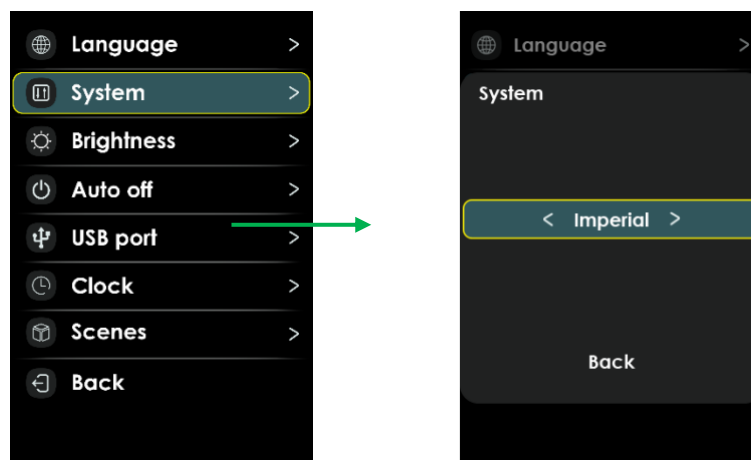 Language >
System >
Brightness >
Auto off >
USB port >
Clock >
Scenes >
Back
Language >
System
< Imperial >
Back